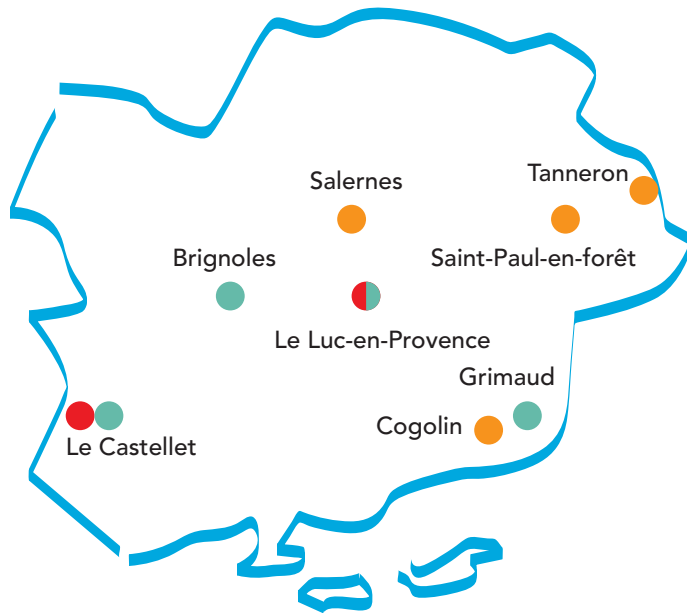 Tanneron
Salernes
Brignoles
Saint-Paul-en-forêt
Le Luc-en-Provence
Grimaud
Cogolin
Le Castellet